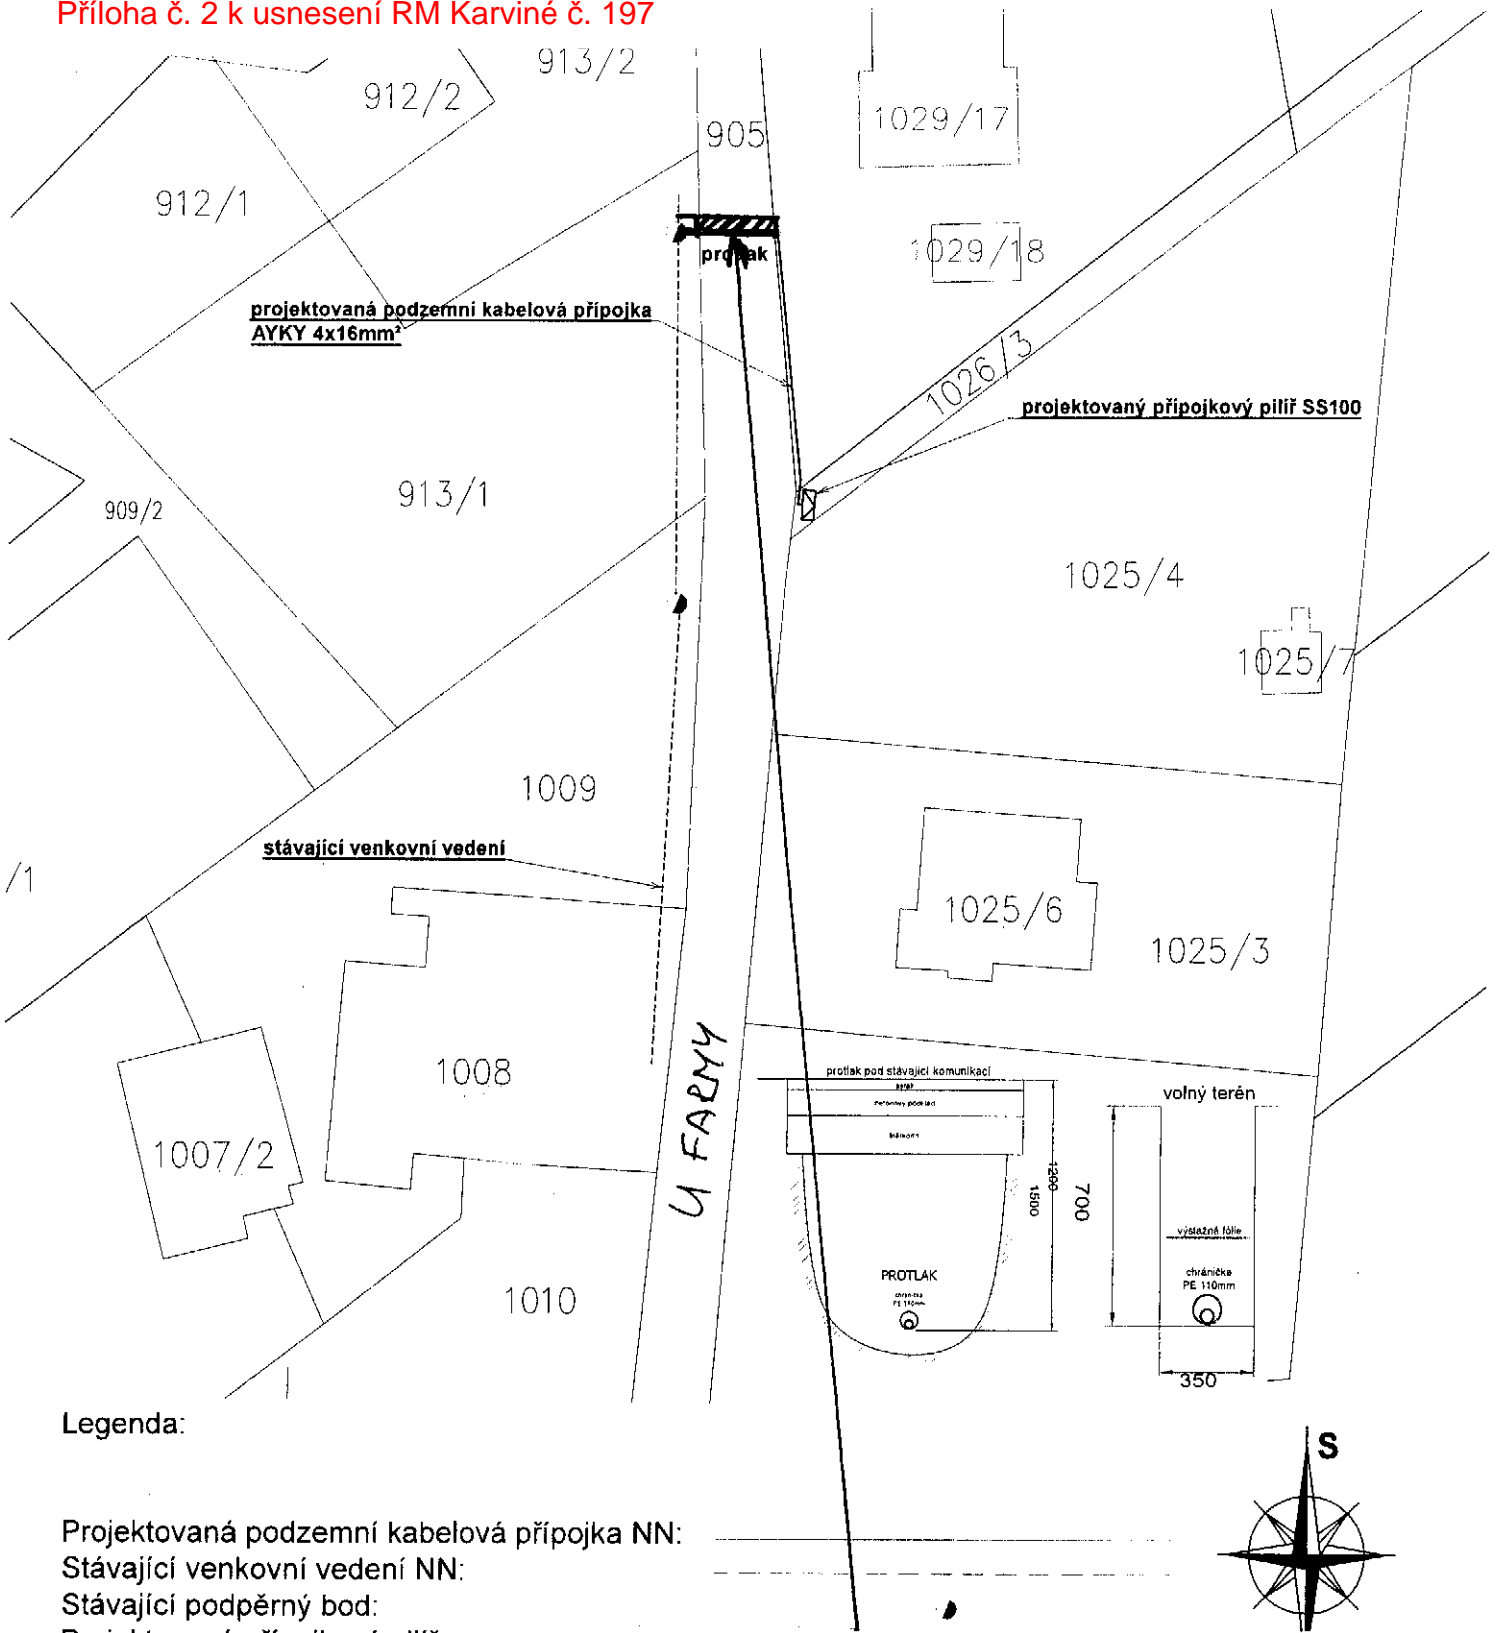 Příloha č. 2 k usnesení RM Karviné č. 197
913/2
912/2
905
1029/17
912/1
1029/18
projektovaná podzemní kabelová přípojka
AYKY 4x16mm²
1026/3
projektovaný přípojkový pilíř SS100
913/1
909/2
1025/4
1025/7
1009
stávající venkovní vedení
/1
1025/6
1025/3
U FARMY
1008
1007/2
1010
protlak pod stávající komunikací
1200
1500
PROTLAK
PE 110mm
volný terén
700
výstažná fólie
chránička
PE 110mm
350
Legenda:
S
Projektovaná podzemní kabelová přípojka NN:
Stávající venkovní vedení NN:
Stávající podpěrný bod: